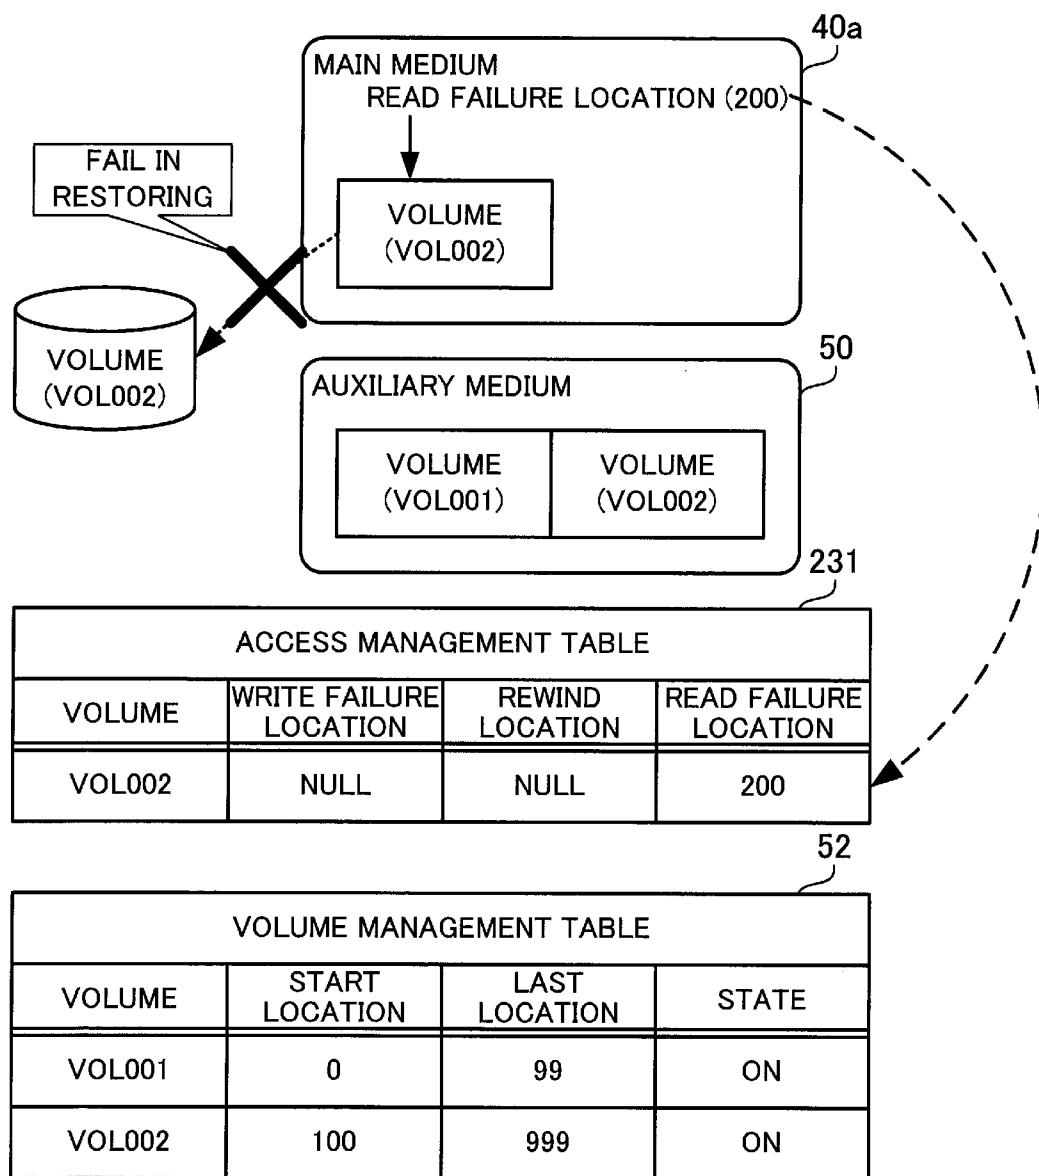 40a
MAIN MEDIUM
READ FAILURE LOCATION (200)
FAIL IN
RESTORING
VOLUME
(VOL002)
VOLUME
(VOL002)
50
AUXILIARY MEDIUM
VOLUME
(VOL001)
VOLUME
(VOL002)
231
ACCESS MANAGEMENT TABLE
VOLUME
WRITE FAILURE
LOCATION
REWIND
LOCATION
READ FAILURE
LOCATION
VOL002
NULL
NULL
200
52
VOLUME MANAGEMENT TABLE
VOLUME
START
LOCATION
LAST
LOCATION
STATE
VOL001
0
99
ON
VOL002
100
999
ON